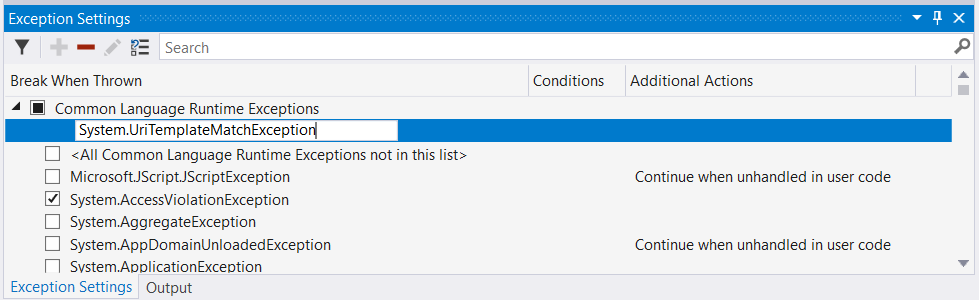 Exception Settings
Search
Break When Thrown Conditions Additional Actions
Common Language Runtime Exceptions
System.UriTemplateMatchException
<All Common Language Runtime Exceptions not in this list>
Microsoft.JScript.JScriptException Continue when unhandled in user code
System.AccessViolationException
System.AggregateException
System.AppDomainUnloadedException Continue when unhandled in user code
System.ApplicationException
Exception Settings Output